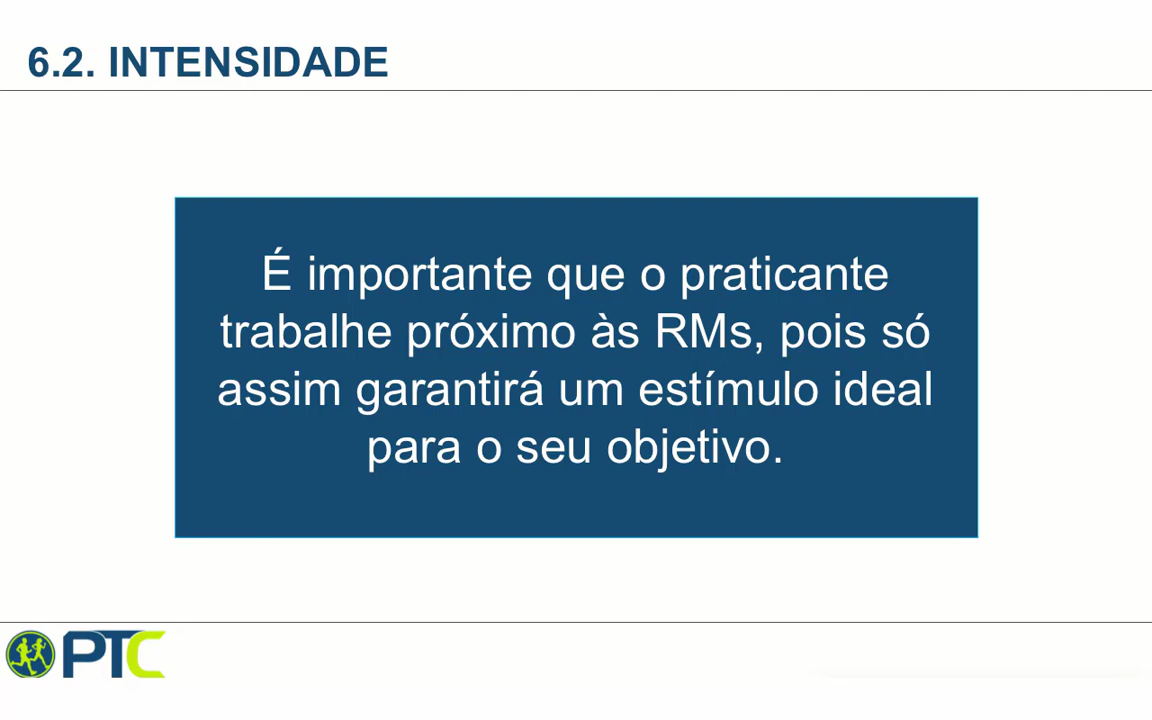 6.2. INTENSIDADE
É importante que o praticante
trabalhe próximo às RMs, pois só
assim garantirá um estímulo ideal
para o seu objetivo.
PTC